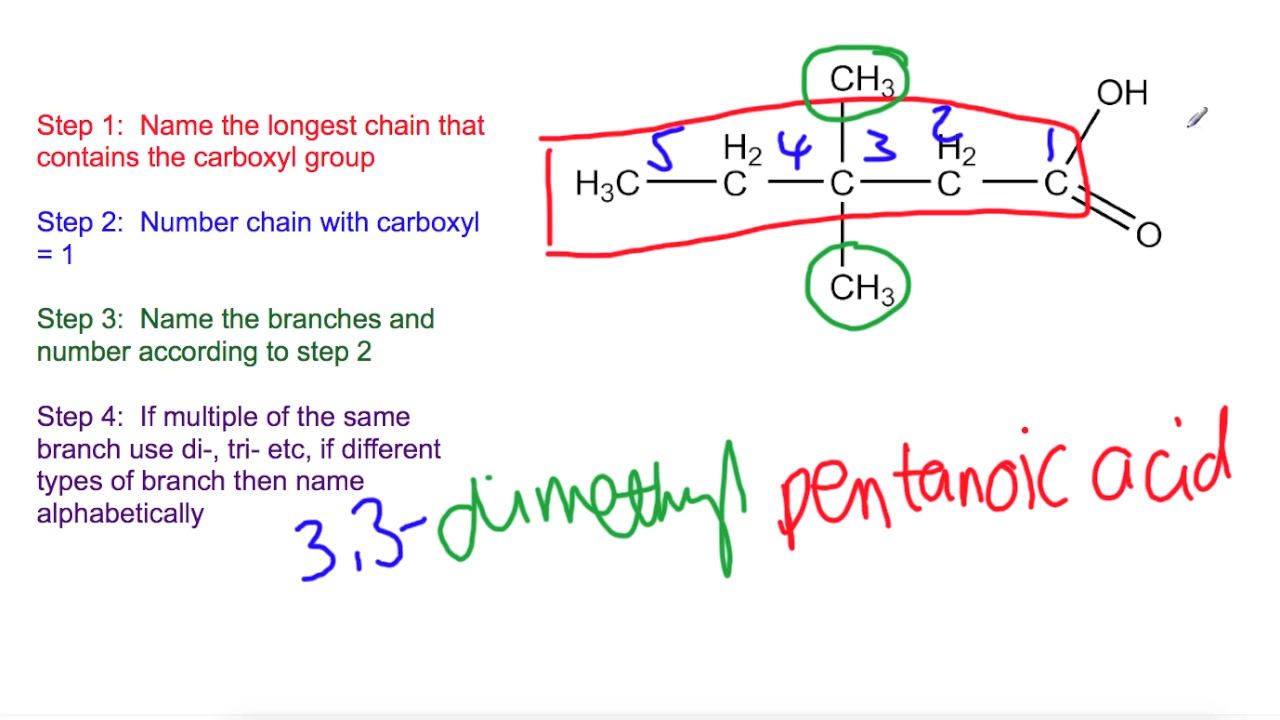 Step 1: Name the longest chain that
contains the carboxyl group
Step 2: Number chain with carboxyl
= 1
Step 3: Name the branches and
number according to step 2
Step 4: If multiple of the same
branch use di-, tri- etc, if different
types of branch then name
alphabetically
CH₃
OH
5 H₂ 4 3 2 H₂ 1
H₃C C C C C
O
CH₃
3,3-dimethyl pentanoic acid